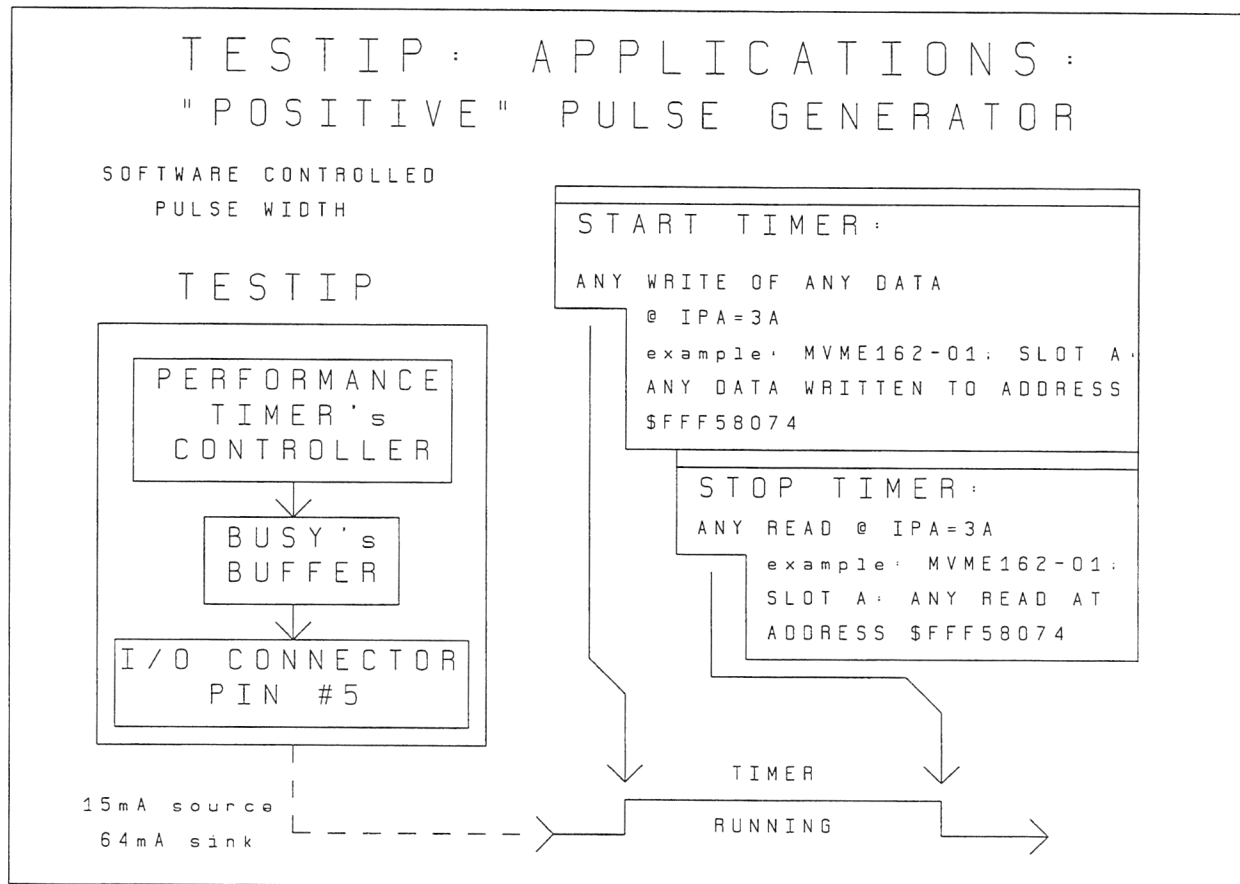 TESTIP: APPLICATIONS:
"POSITIVE" PULSE GENERATOR
SOFTWARE CONTROLLED
PULSE WIDTH
TESTIP
PERFORMANCE
TIMER's
CONTROLLER
BUSY's
BUFFER
I/O CONNECTOR
PIN #5
15mA source
64mA sink
START TIMER:
ANY WRITE OF ANY DATA
@ IPA=3A
example: MVME162-01; SLOT A:
ANY DATA WRITTEN TO ADDRESS
$FFF58074
STOP TIMER:
ANY READ @ IPA=3A
example: MVME162-01;
SLOT A: ANY READ AT
ADDRESS $FFF58074
TIMER
RUNNING